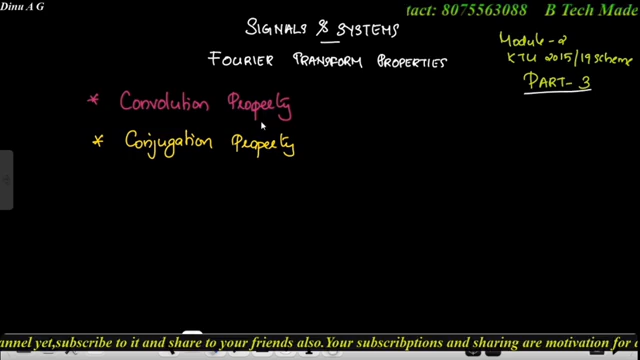 Dinu A G
tact: 8075563088 B Tech Made
SIGNALS & SYSTEMS
FOURIER TRANSFORM PROPERTIES
Module-2
KTU 2015/19 scheme
PART-3
* Convolution Property
* Conjugation Property
annel yet,subscribe to it and share to your friends also.Your subscribptions and sharing are motivation for